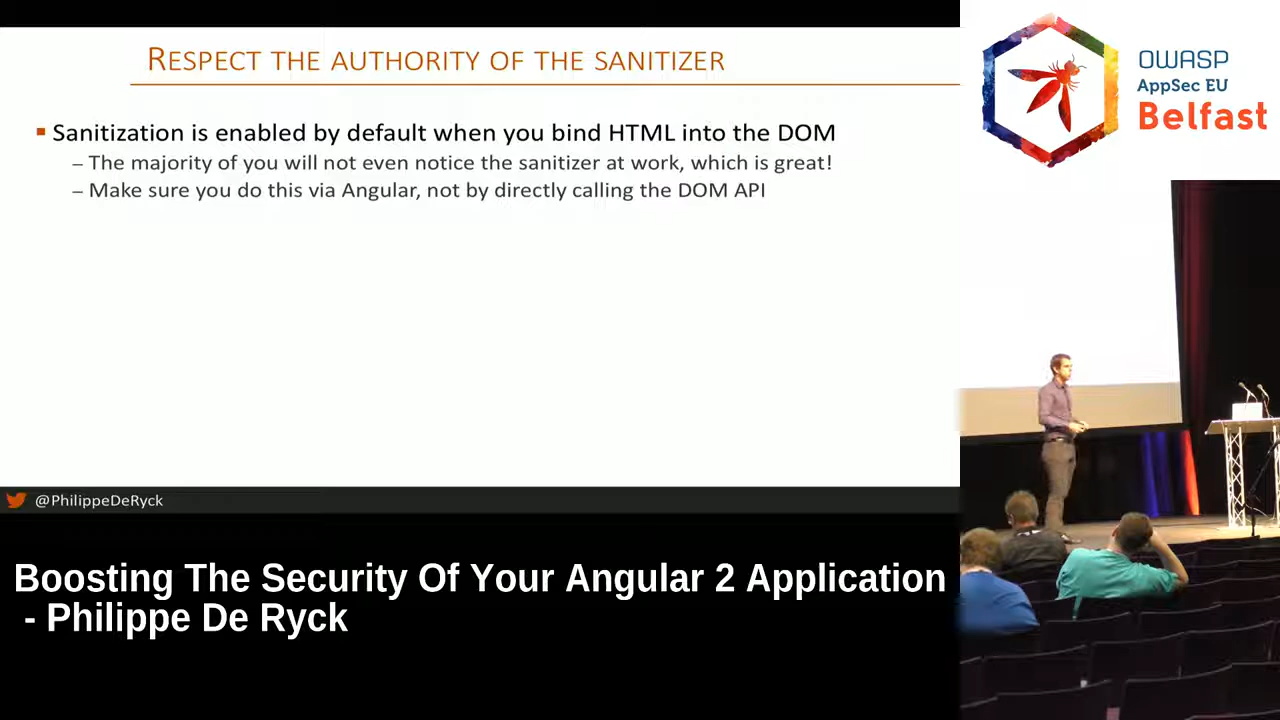 RESPECT THE AUTHORITY OF THE SANITIZER
Sanitization is enabled by default when you bind HTML into the DOM
– The majority of you will not even notice the sanitizer at work, which is great!
– Make sure you do this via Angular, not by directly calling the DOM API
@PhilippeDeRyck
Boosting The Security Of Your Angular 2 Application
- Philippe De Ryck
OWASP
AppSec EU
Belfast